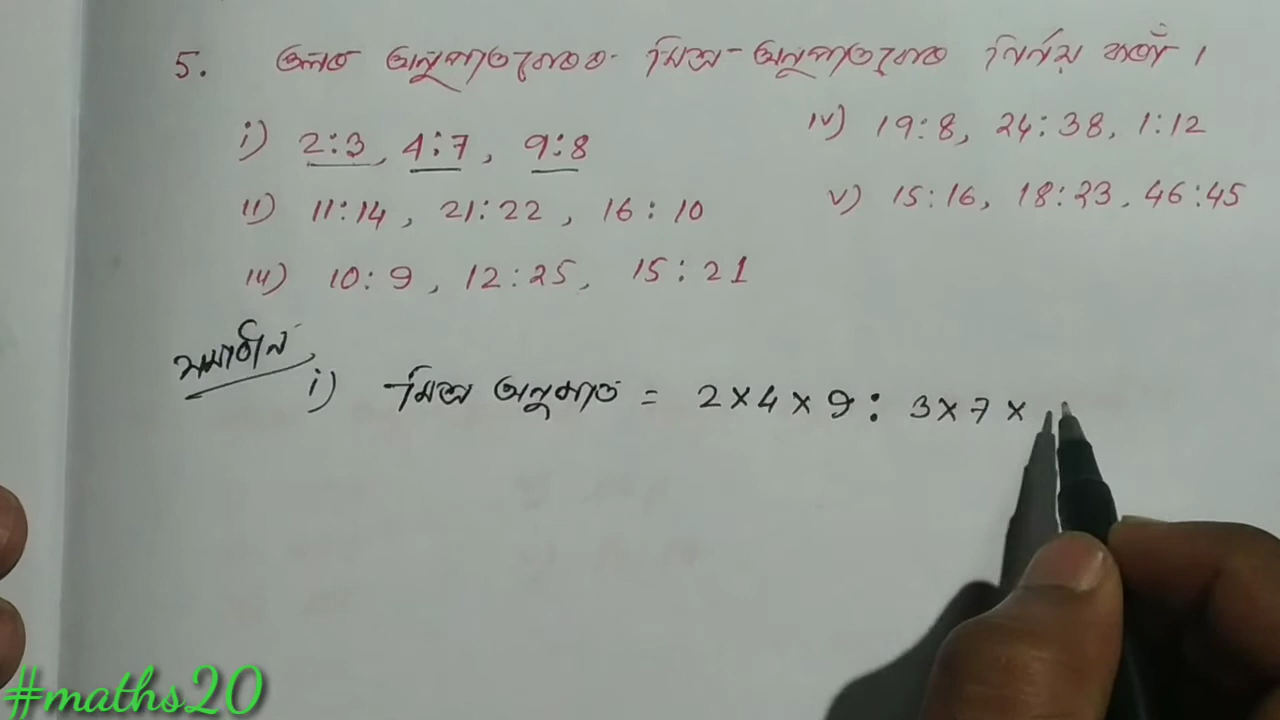 5. তলৰ অনুপাতবোৰৰ মিশ্ৰ-অনুপাতবোৰ নিৰ্ণয় কৰা ।
i) 2:3, 4:7, 9:8
ii) 11:14, 21:22, 16:10
iii) 10:9, 12:25, 15:21
iv) 19:8, 24:38, 1:12
v) 15:16, 18:23, 46:45
সমাধান,
i) মিশ্ৰ অনুপাত = 2×4×9 : 3×7×
#maths20